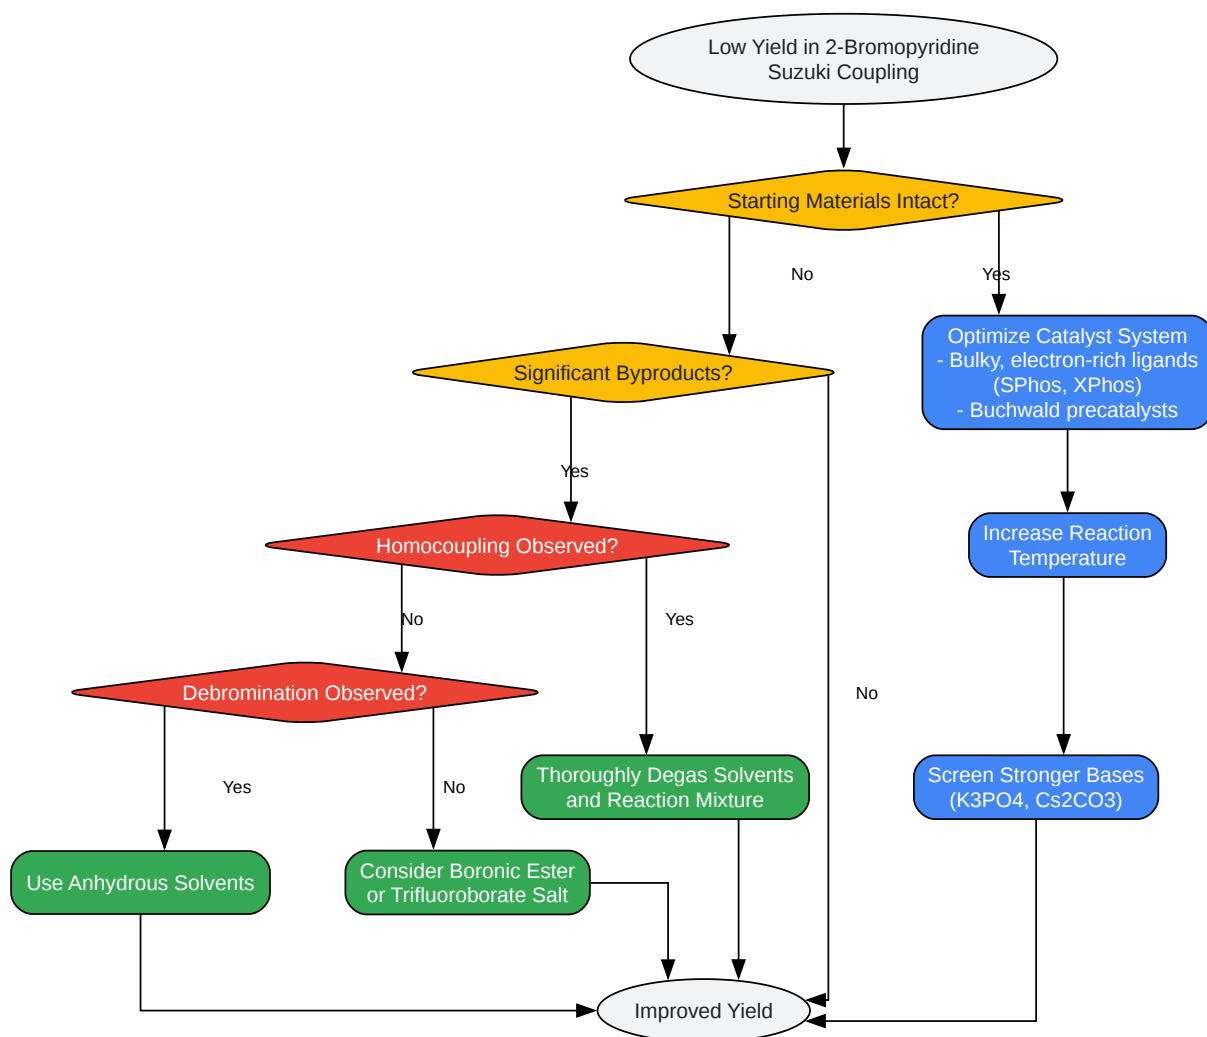 Low Yield in 2-Bromopyridine
Suzuki Coupling
Starting Materials Intact?
No
Yes
Optimize Catalyst System
- Bulky, electron-rich ligands
(SPhos, XPhos)
- Buchwald precatalysts
Significant Byproducts?
Yes
Increase Reaction
Temperature
Homocoupling Observed?
No
Yes
Debromination Observed?
No
Yes
No
Thoroughly Degas Solvents
and Reaction Mixture
Screen Stronger Bases
(K3PO4, Cs2CO3)
Use Anhydrous Solvents
Consider Boronic Ester
or Trifluoroborate Salt
Improved Yield